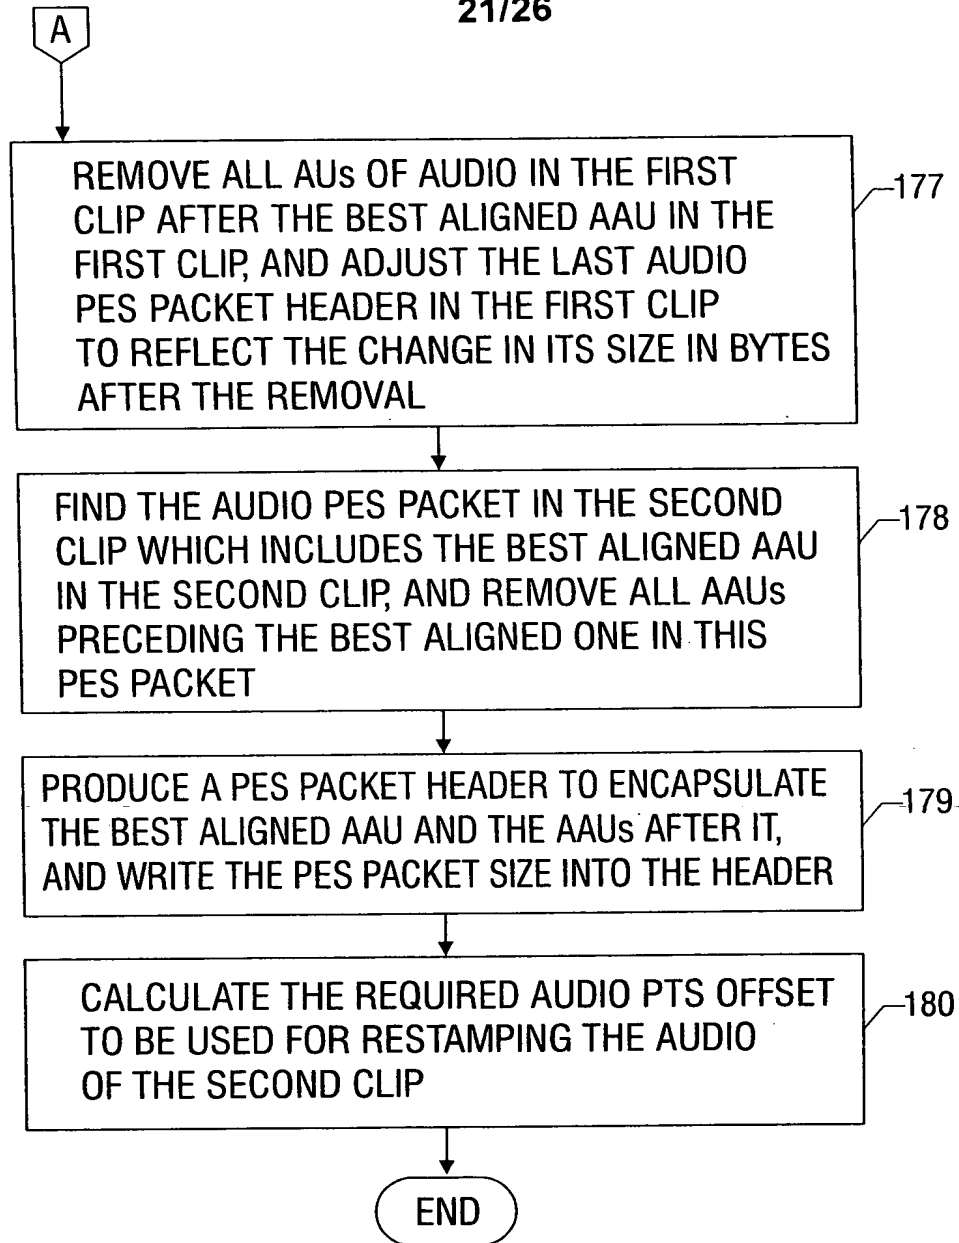 21/26
A
REMOVE ALL AUs OF AUDIO IN THE FIRST
CLIP AFTER THE BEST ALIGNED AAU IN THE
FIRST CLIP, AND ADJUST THE LAST AUDIO
PES PACKET HEADER IN THE FIRST CLIP
TO REFLECT THE CHANGE IN ITS SIZE IN BYTES
AFTER THE REMOVAL
177
FIND THE AUDIO PES PACKET IN THE SECOND
CLIP WHICH INCLUDES THE BEST ALIGNED AAU
IN THE SECOND CLIP, AND REMOVE ALL AAUs
PRECEDING THE BEST ALIGNED ONE IN THIS
PES PACKET
178
PRODUCE A PES PACKET HEADER TO ENCAPSULATE
THE BEST ALIGNED AAU AND THE AAUs AFTER IT,
AND WRITE THE PES PACKET SIZE INTO THE HEADER
179
CALCULATE THE REQUIRED AUDIO PTS OFFSET
TO BE USED FOR RESTAMPING THE AUDIO
OF THE SECOND CLIP
180
END